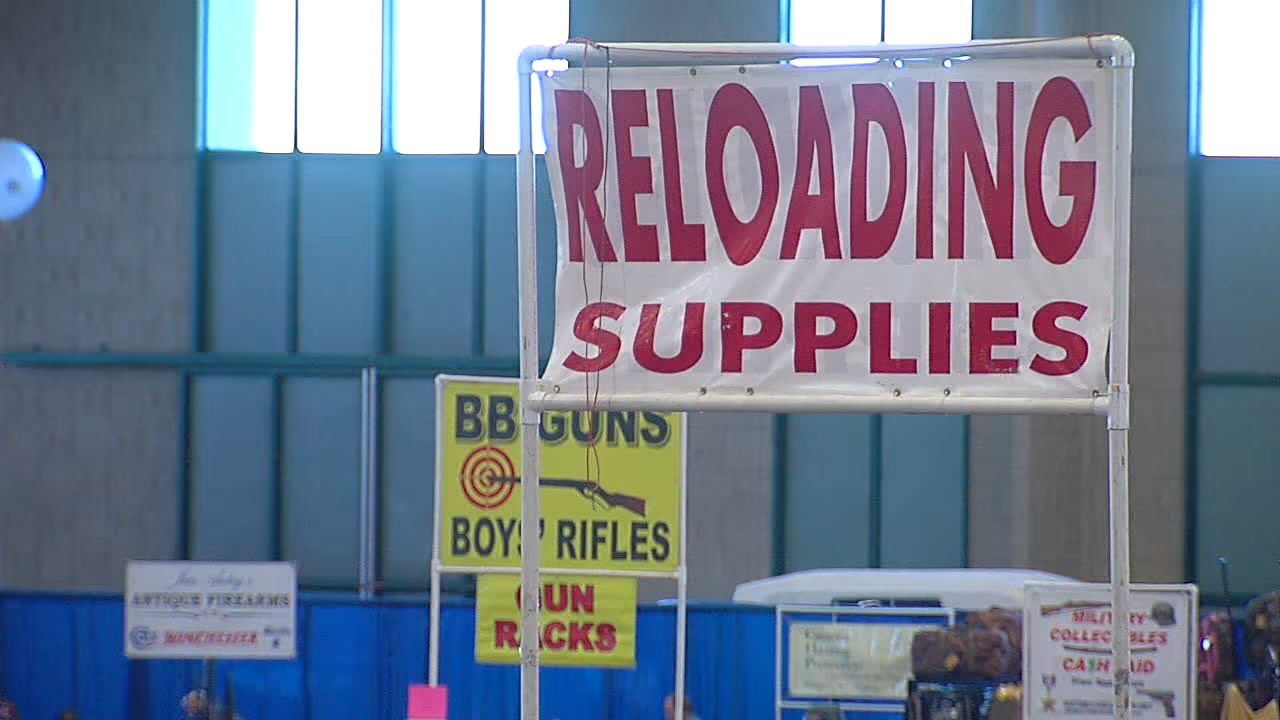 RELOADING
SUPPLIES
BB GUNS
BOYS' RIFLES
GUN
RACKS
ANTIQUE FIREARMS
WINCHESTER
MILITARY
COLLECTIBLES
CASH PAID